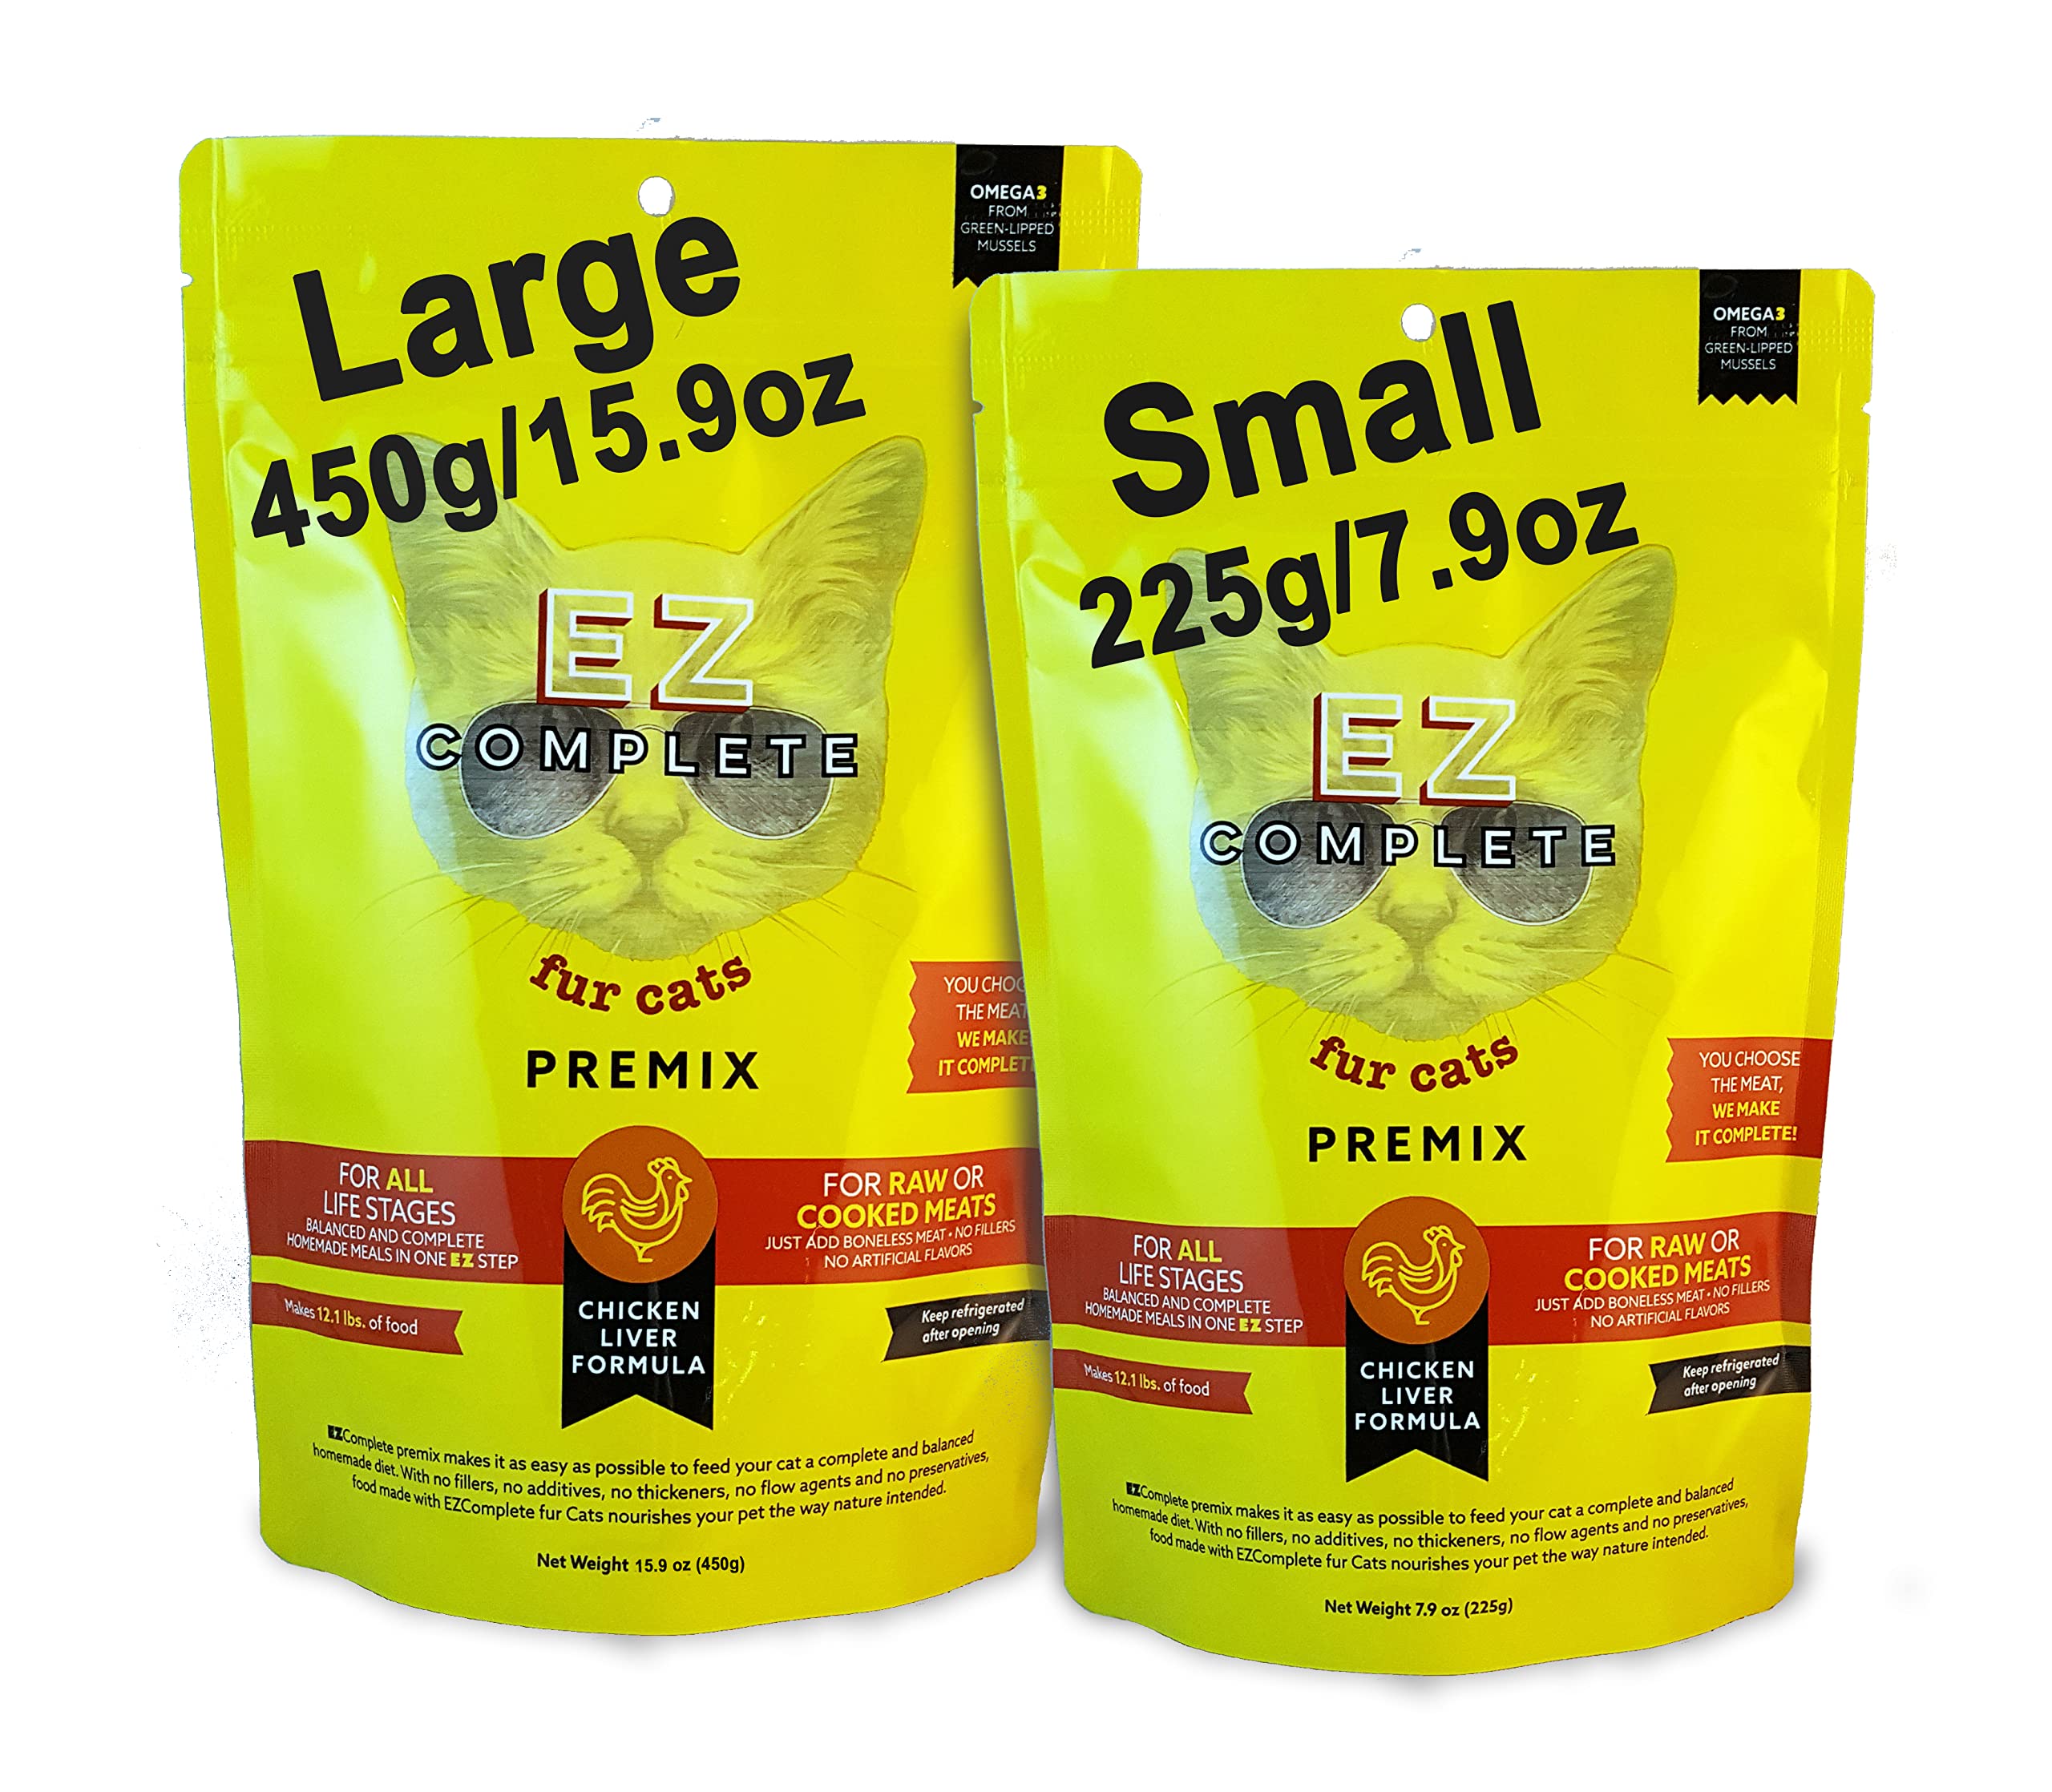 OMEGA3
FROM
GREEN-LIPPED
MUSSELS
Large
450g/15.9oz
EZ
COMPLETE
fur cats
PREMIX
YOU CHOO
THE MEAT
WE MAKE
IT COMPLET
FOR ALL
LIFE STAGES
BALANCED AND COMPLETE
HOMEMADE MEALS IN ONE EZ STEP
FOR RAW OR
COOKED MEATS
JUST ADD BONELESS MEAT • NO FILLERS
NO ARTIFICIAL FLAVORS
Makes 12.1 lbs. of food
CHICKEN
LIVER
FORMULA
Keep refrigerated
after opening
EZComplete premix makes it as easy as possible to feed your cat a complete and balanced
homemade diet. With no fillers, no additives, no thickeners, no flow agents and no preservatives,
food made with EZComplete fur Cats nourishes your pet the way nature intended.
Net Weight 15.9 oz (450g)
OMEGA3
FROM
GREEN-LIPPED
MUSSELS
Small
225g/7.9oz
EZ
COMPLETE
fur cats
PREMIX
YOU CHOOSE
THE MEAT,
WE MAKE
IT COMPLETE!
FOR ALL
LIFE STAGES
BALANCED AND COMPLETE
HOMEMADE MEALS IN ONE EZ STEP
FOR RAW OR
COOKED MEATS
JUST ADD BONELESS MEAT • NO FILLERS
NO ARTIFICIAL FLAVORS
Makes 12.1 lbs. of food
CHICKEN
LIVER
FORMULA
Keep refrigerated
after opening
EZComplete premix makes it as easy as possible to feed your cat a complete and balanced
homemade diet. With no fillers, no additives, no thickeners, no flow agents and no preservatives,
food made with EZComplete fur Cats nourishes your pet the way nature intended.
Net Weight 7.9 oz (225g)